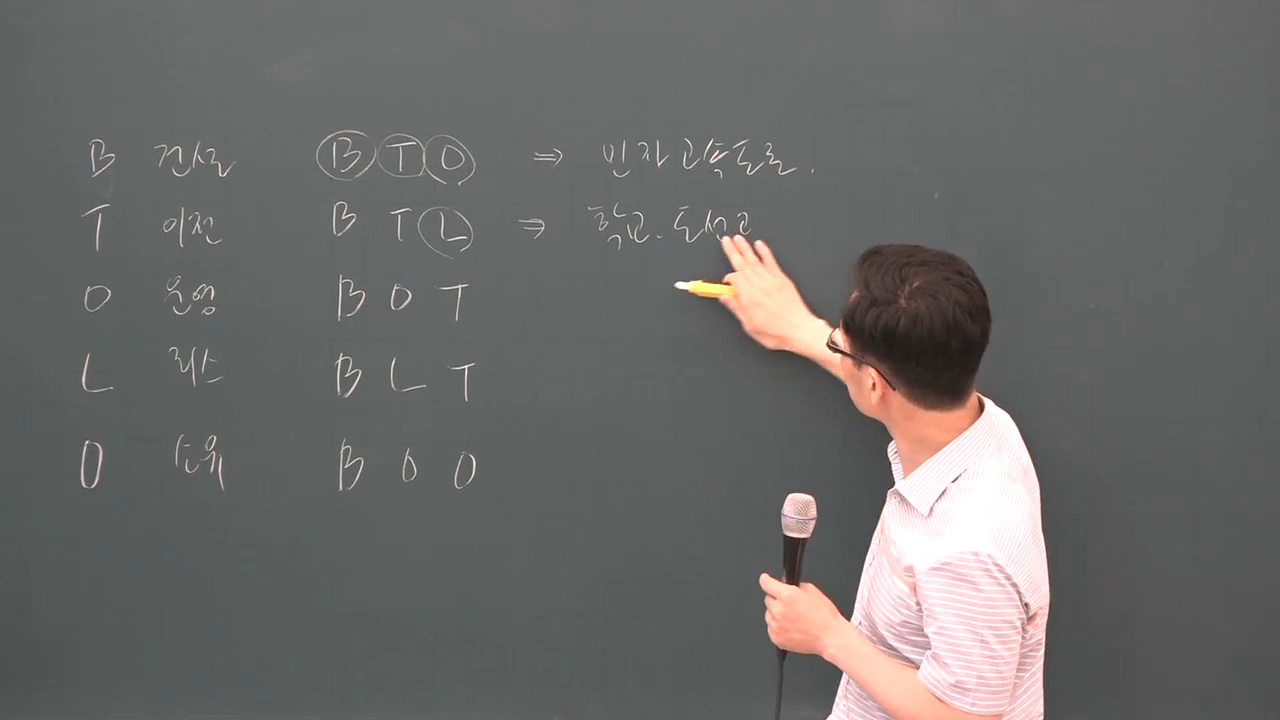 B 건설 BTO ⇒ 민자고속도로.
T 이전 BTL ⇒ 학교.도서고
O 운영 BOT
L 리스 BLT
O 소유 BOO